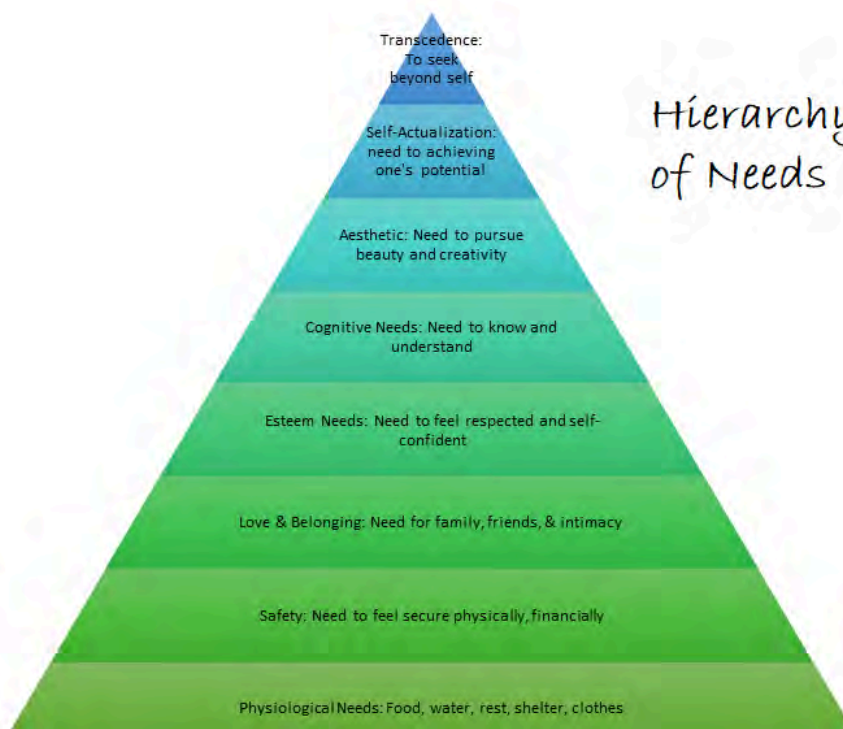 Transcedence:
To seek
beyond self
Hierarchy
of Needs
Self-Actualization:
need to achieving
one's potential
Aesthetic: Need to pursue
beauty and creativity
Cognitive Needs: Need to know and
understand
Esteem Needs: Need to feel respected and self-
confident
Love & Belonging: Need for family, friends, & intimacy
Safety: Need to feel secure physically, financially
Physiological Needs: Food, water, rest, shelter, clothes